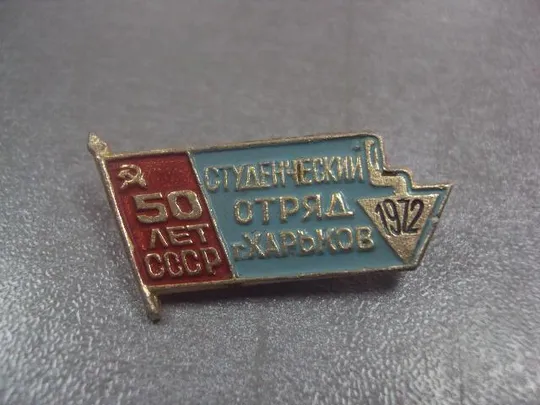 50
ЛЕТ
СССР
СТУДЕНЧЕСКИЙ
ОТРЯД
г.ХАРЬКОВ
1972